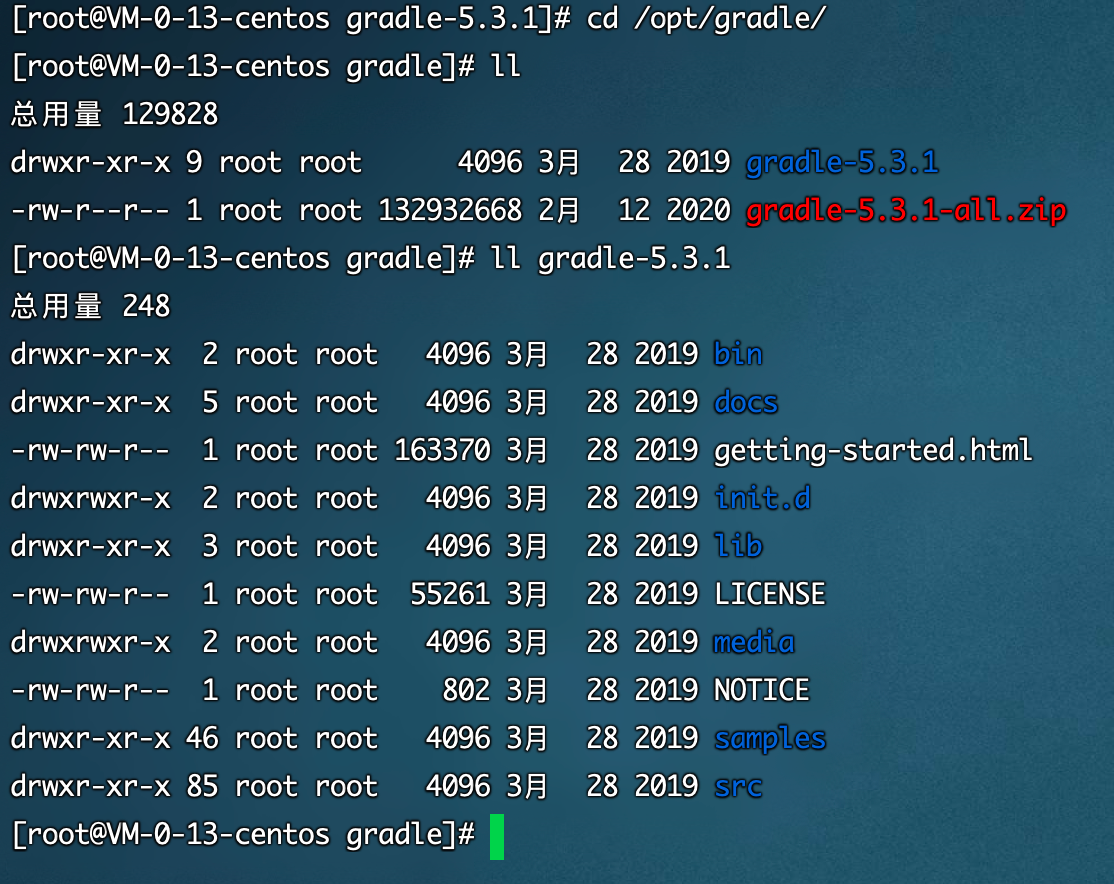 [root@VM-0-13-centos gradle-5.3.1]# cd /opt/gradle/
[root@VM-0-13-centos gradle]# ll
总用量 129828
drwxr-xr-x 9 root root      4096 3月  28 2019 gradle-5.3.1
-rw-r--r-- 1 root root 132932668 2月  12 2020 gradle-5.3.1-all.zip
[root@VM-0-13-centos gradle]# ll gradle-5.3.1
总用量 248
drwxr-xr-x  2 root root   4096 3月  28 2019 bin
drwxr-xr-x  5 root root   4096 3月  28 2019 docs
-rw-rw-r--  1 root root 163370 3月  28 2019 getting-started.html
drwxrwxr-x  2 root root   4096 3月  28 2019 init.d
drwxr-xr-x  3 root root   4096 3月  28 2019 lib
-rw-rw-r--  1 root root  55261 3月  28 2019 LICENSE
drwxrwxr-x  2 root root   4096 3月  28 2019 media
-rw-rw-r--  1 root root    802 3月  28 2019 NOTICE
drwxr-xr-x 46 root root   4096 3月  28 2019 samples
drwxr-xr-x 85 root root   4096 3月  28 2019 src
[root@VM-0-13-centos gradle]#